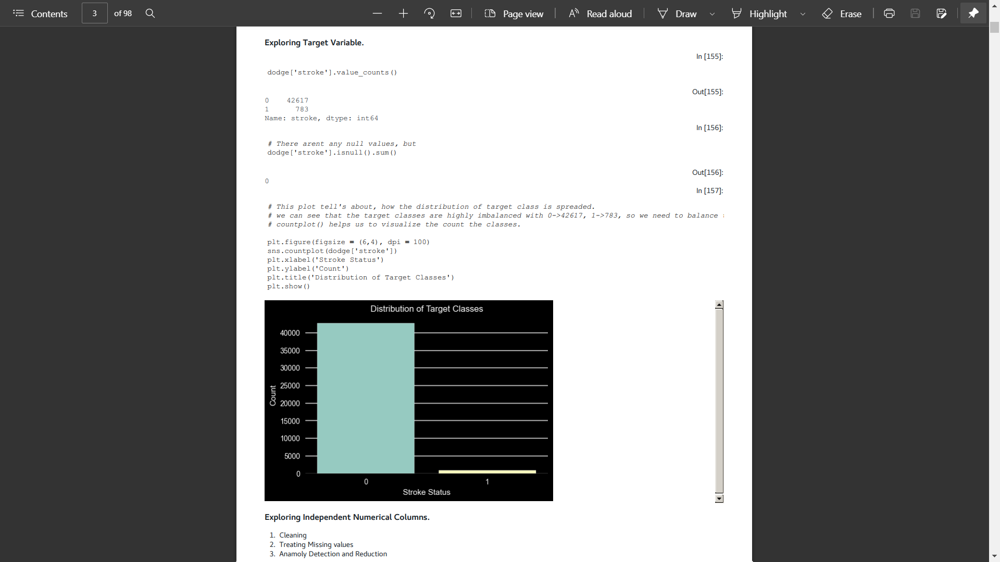 Contents 3 of 98 Page view Read aloud Draw Highlight Erase
Exploring Target Variable.
In [155]:
dodge['stroke'].value_counts()
Out[155]:
0 42617
1 783
Name: stroke, dtype: int64
In [156]:
# There arent any null values, but
dodge['stroke'].isnull().sum()
Out[156]:
0
In [157]:
# This plot tell's about, how the distribution of target class is spreaded.
# we can see that the target classes are highly imbalanced with 0->42617, 1->783, so we need to balance
# countplot() helps us to visualize the count the classes.
plt.figure(figsize = (6,4), dpi = 100)
sns.countplot(dodge['stroke'])
plt.xlabel('Stroke Status')
plt.ylabel('Count')
plt.title('Distribution of Target Classes')
plt.show()
Distribution of Target Classes
40000
35000
30000
25000
20000
15000
10000
5000
0
Count
0 1
Stroke Status
Exploring Independent Numerical Columns.
1. Cleaning
2. Treating Missing values
3. Anamoly Detection and Reduction